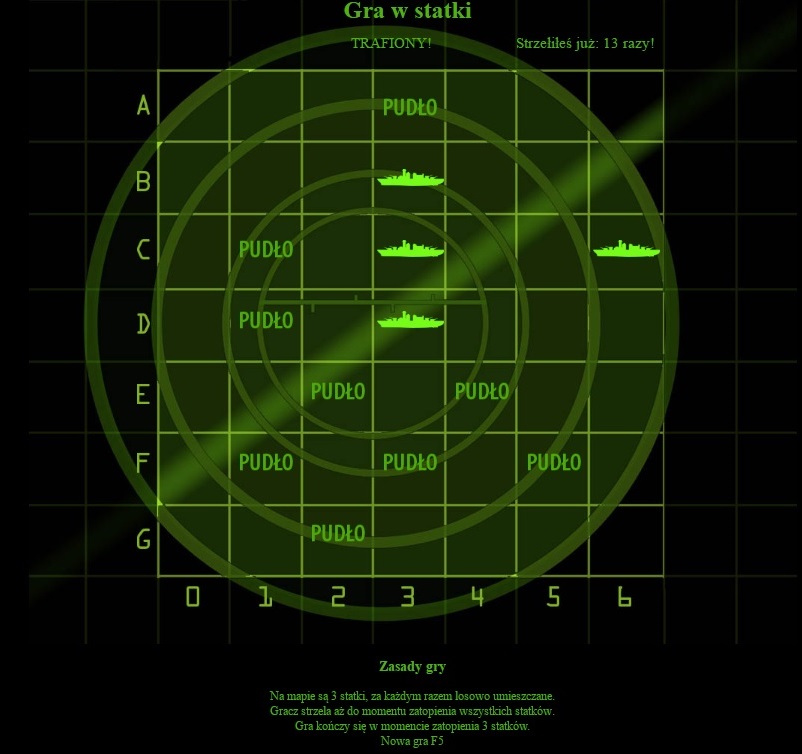 Gra w statki
TRAFIONY! Strzeliłeś już: 13 razy!
A PUDŁO
B
C PUDŁO
D PUDŁO
E PUDŁO PUDŁO
F PUDŁO PUDŁO PUDŁO
G PUDŁO
0 1 2 3 4 5 6
Zasady gry
Na mapie są 3 statki, za każdym razem losowo umieszczane.
Gracz strzela aż do momentu zatopienia wszystkich statków.
Gra kończy się w momencie zatopienia 3 statków.
Nowa gra F5